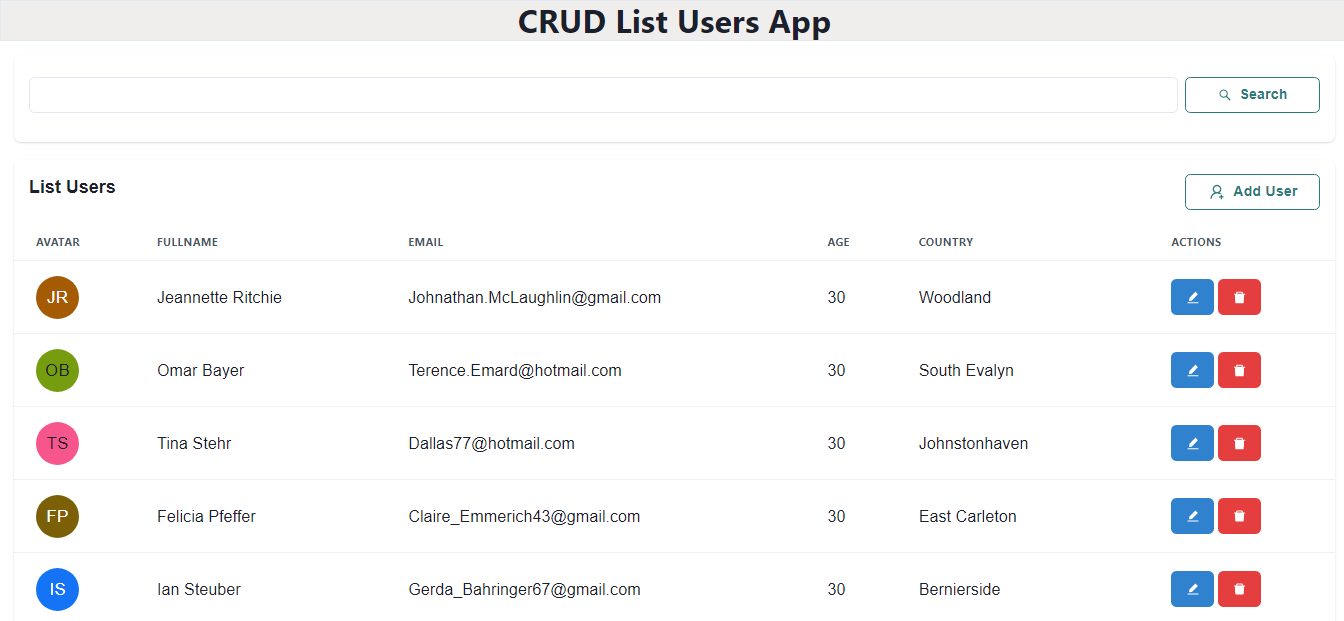 CRUD List Users App
Search
List Users
Add User
AVATAR FULLNAME EMAIL AGE COUNTRY ACTIONS
JR Jeannette Ritchie Johnathan.McLaughlin@gmail.com 30 Woodland
OB Omar Bayer Terence.Emard@hotmail.com 30 South Evalyn
TS Tina Stehr Dallas77@hotmail.com 30 Johnstonhaven
FP Felicia Pfeffer Claire_Emmerich43@gmail.com 30 East Carleton
IS Ian Steuber Gerda_Bahringer67@gmail.com 30 Bernierside